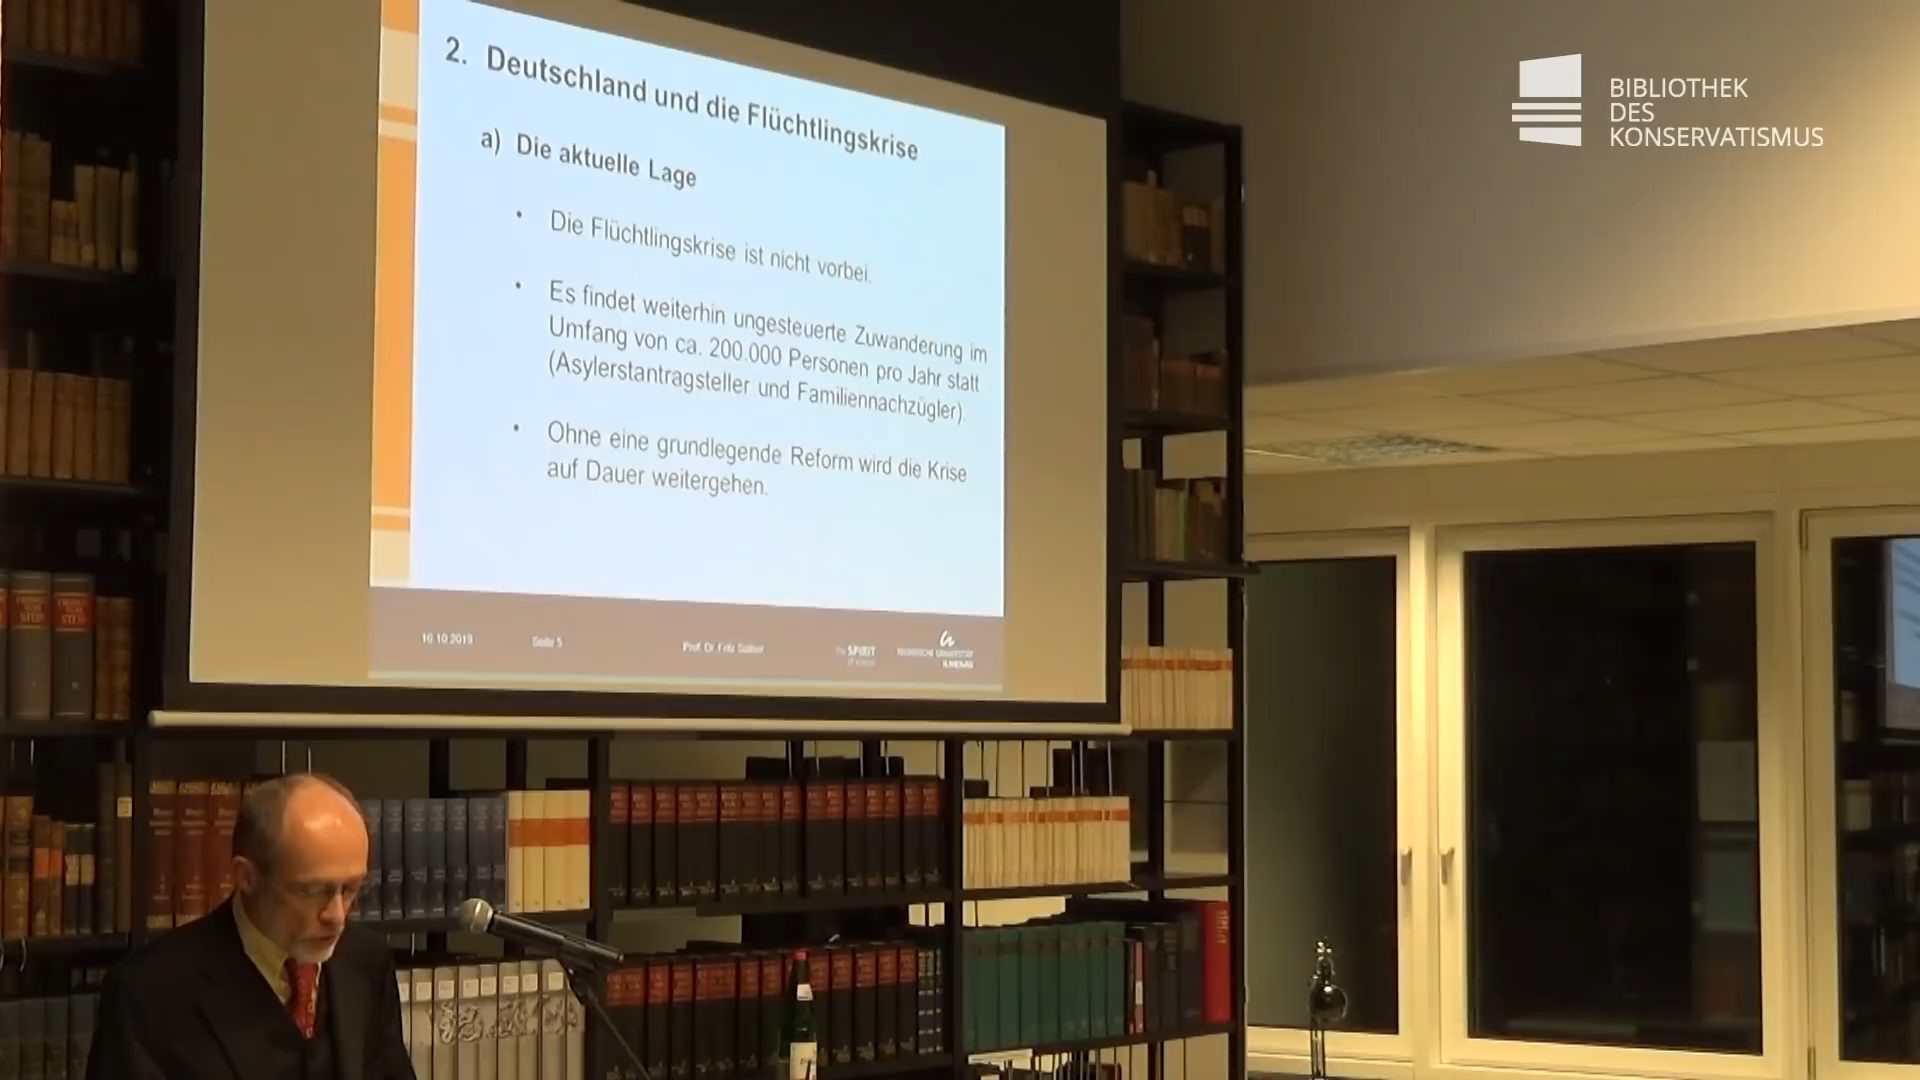 2. Deutschland und die Flüchtlingskrise
a) Die aktuelle Lage
• Die Flüchtlingskrise ist nicht vorbei.
• Es findet weiterhin ungesteuerte Zuwanderung im
Umfang von ca. 200.000 Personen pro Jahr statt
(Asylerstantragsteller und Familiennachzügler).
• Ohne eine grundlegende Reform wird die Krise
auf Dauer weitergehen.
16.10.2019
Seite 5
Prof. Dr. Fritz
SPIRIT
BIBLIOTHEK
DES
KONSERVATISMUS